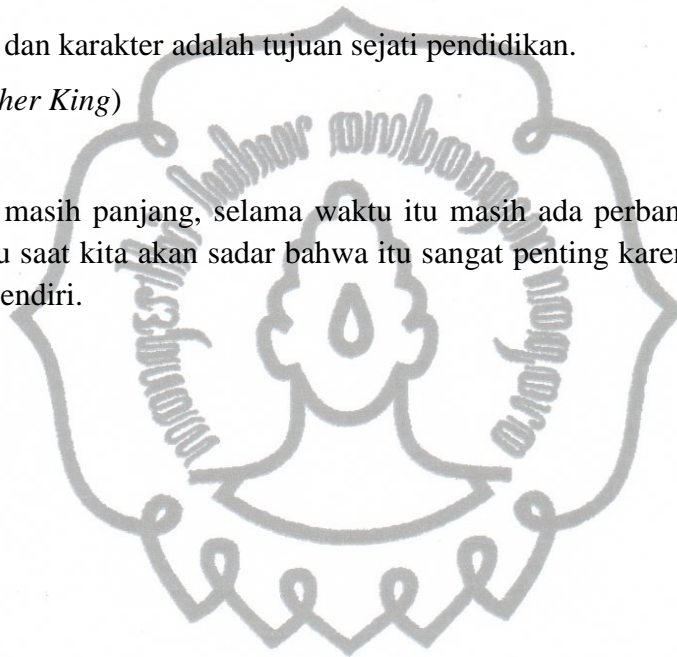 dan karakter adalah tujuan sejati pendidikan.
her King)
masih panjang, selama waktu itu masih ada perban
u saat kita akan sadar bahwa itu sangat penting karen
endiri.